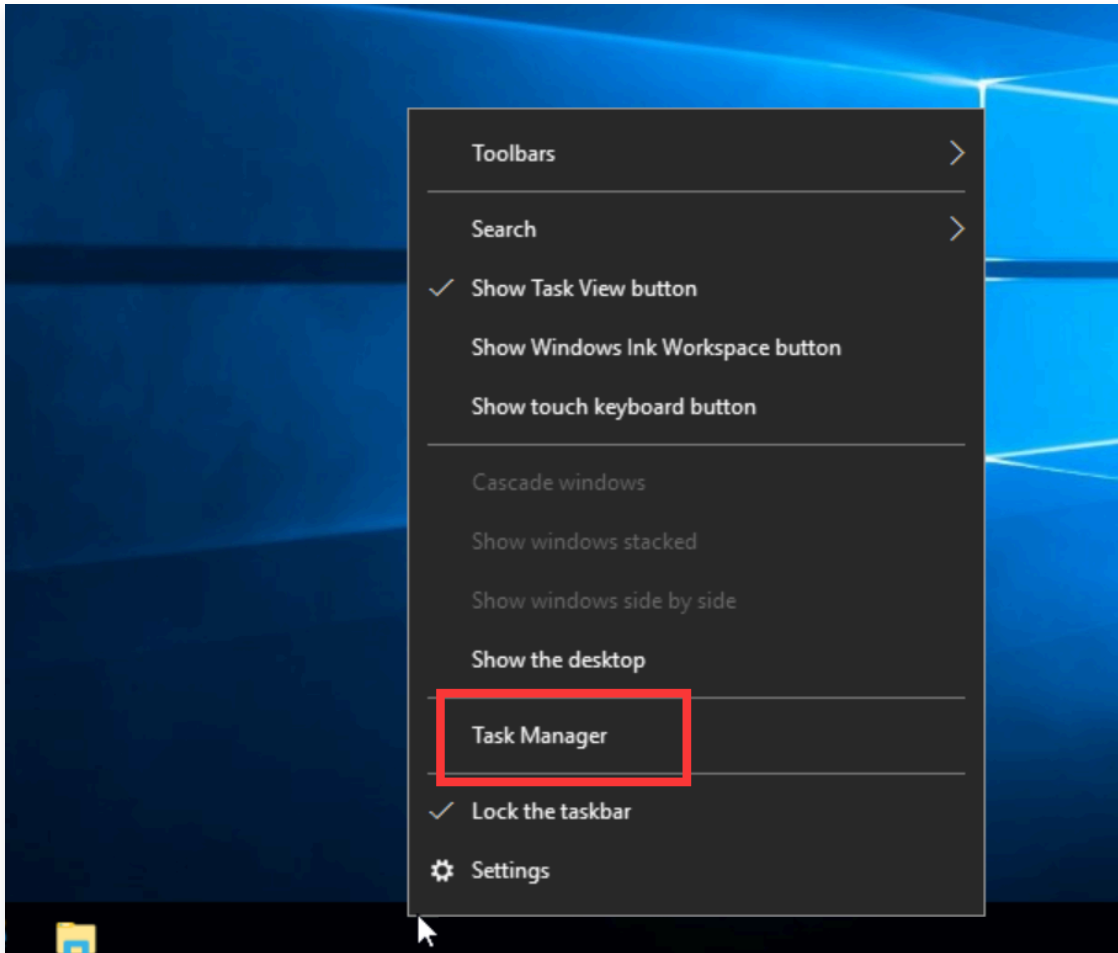 Toolbars
Search
Show Task View button
Show Windows Ink Workspace button
Show touch keyboard button
Cascade windows
Show windows stacked
Show windows side by side
Show the desktop
Task Manager
Lock the taskbar
Settings